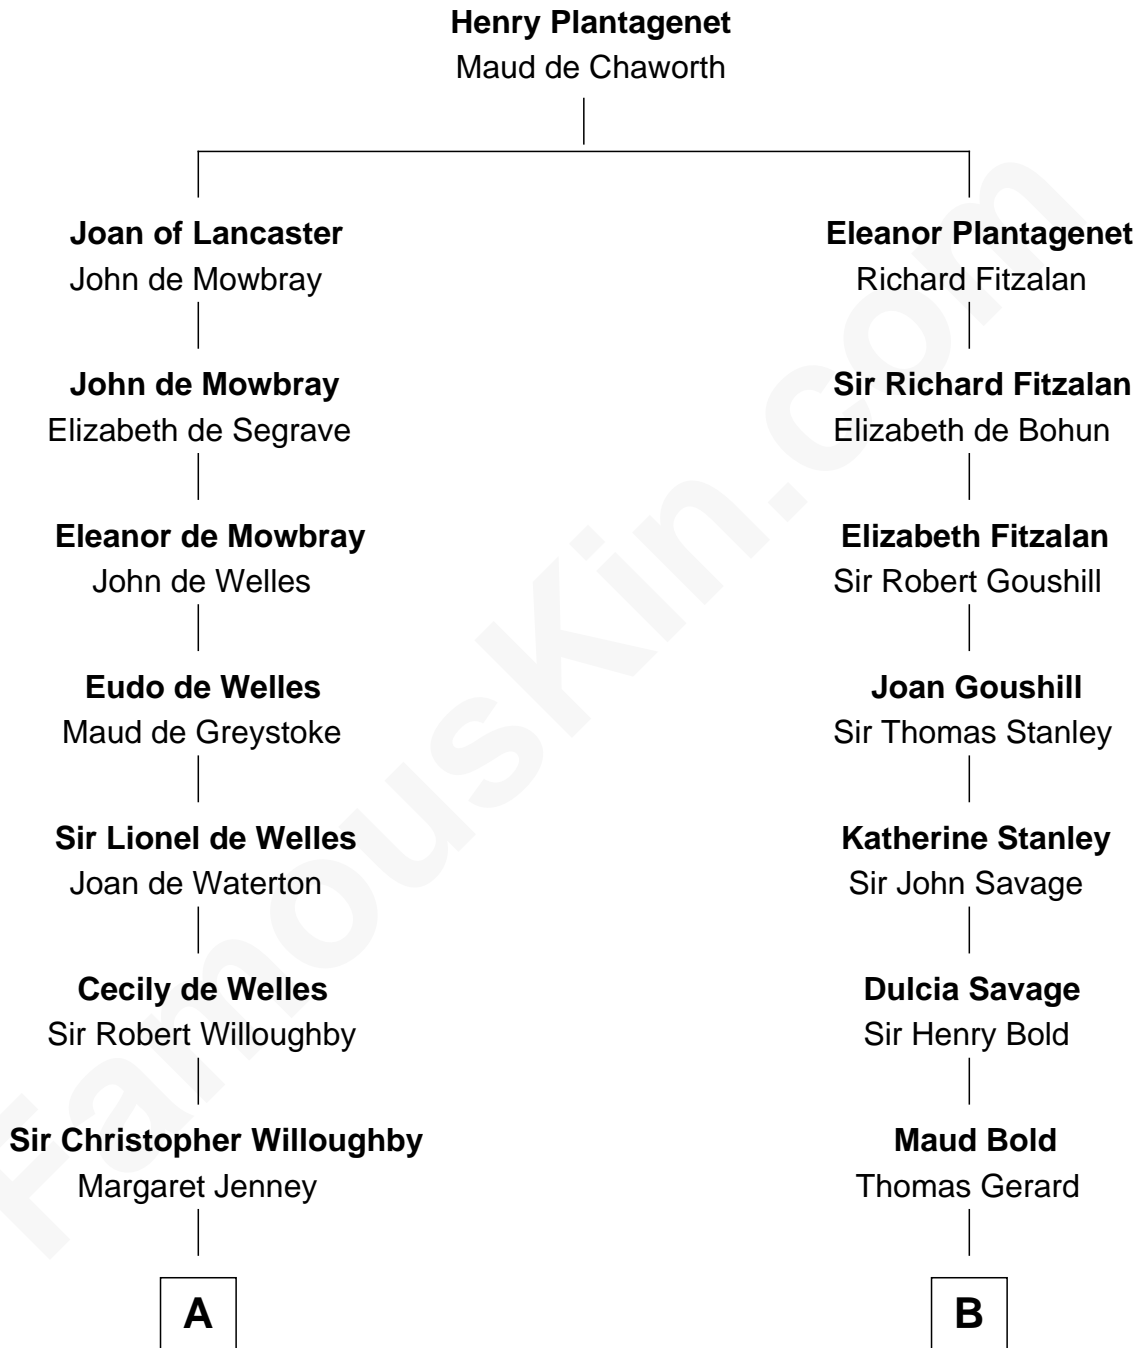 Henry Plantagenet
Maud de Chaworth
Joan of Lancaster
John de Mowbray
Eleanor Plantagenet
Richard Fitzalan
John de Mowbray
Elizabeth de Segrave
Sir Richard Fitzalan
Elizabeth de Bohun
Eleanor de Mowbray
John de Welles
Elizabeth Fitzalan
Sir Robert Goushill
Eudo de Welles
Maud de Greystoke
Joan Goushill
Sir Thomas Stanley
Sir Lionel de Welles
Joan de Waterton
Katherine Stanley
Sir John Savage
Cecily de Welles
Sir Robert Willoughby
Dulcia Savage
Sir Henry Bold
Sir Christopher Willoughby
Margaret Jenney
Maud Bold
Thomas Gerard
A
B
FamousKin.com